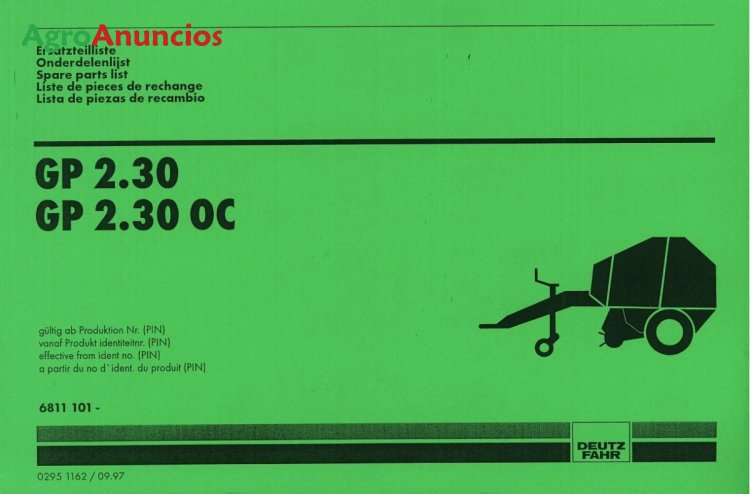 AgroAnuncios
Ersatzteilliste
Onderdelenlijst
Spare parts list
Liste de pieces de rechange
Lista de piezas de recambio
GP 2.30
GP 2.30 OC
gültig ab Produktion Nr. (PIN)
vanaf Produkt identiteitnr. (PIN)
effective from ident no. (PIN)
a partir du no d´ident. du produit (PIN)
6811 101 -
DEUTZ
FAHR
0295 1162 / 09.97